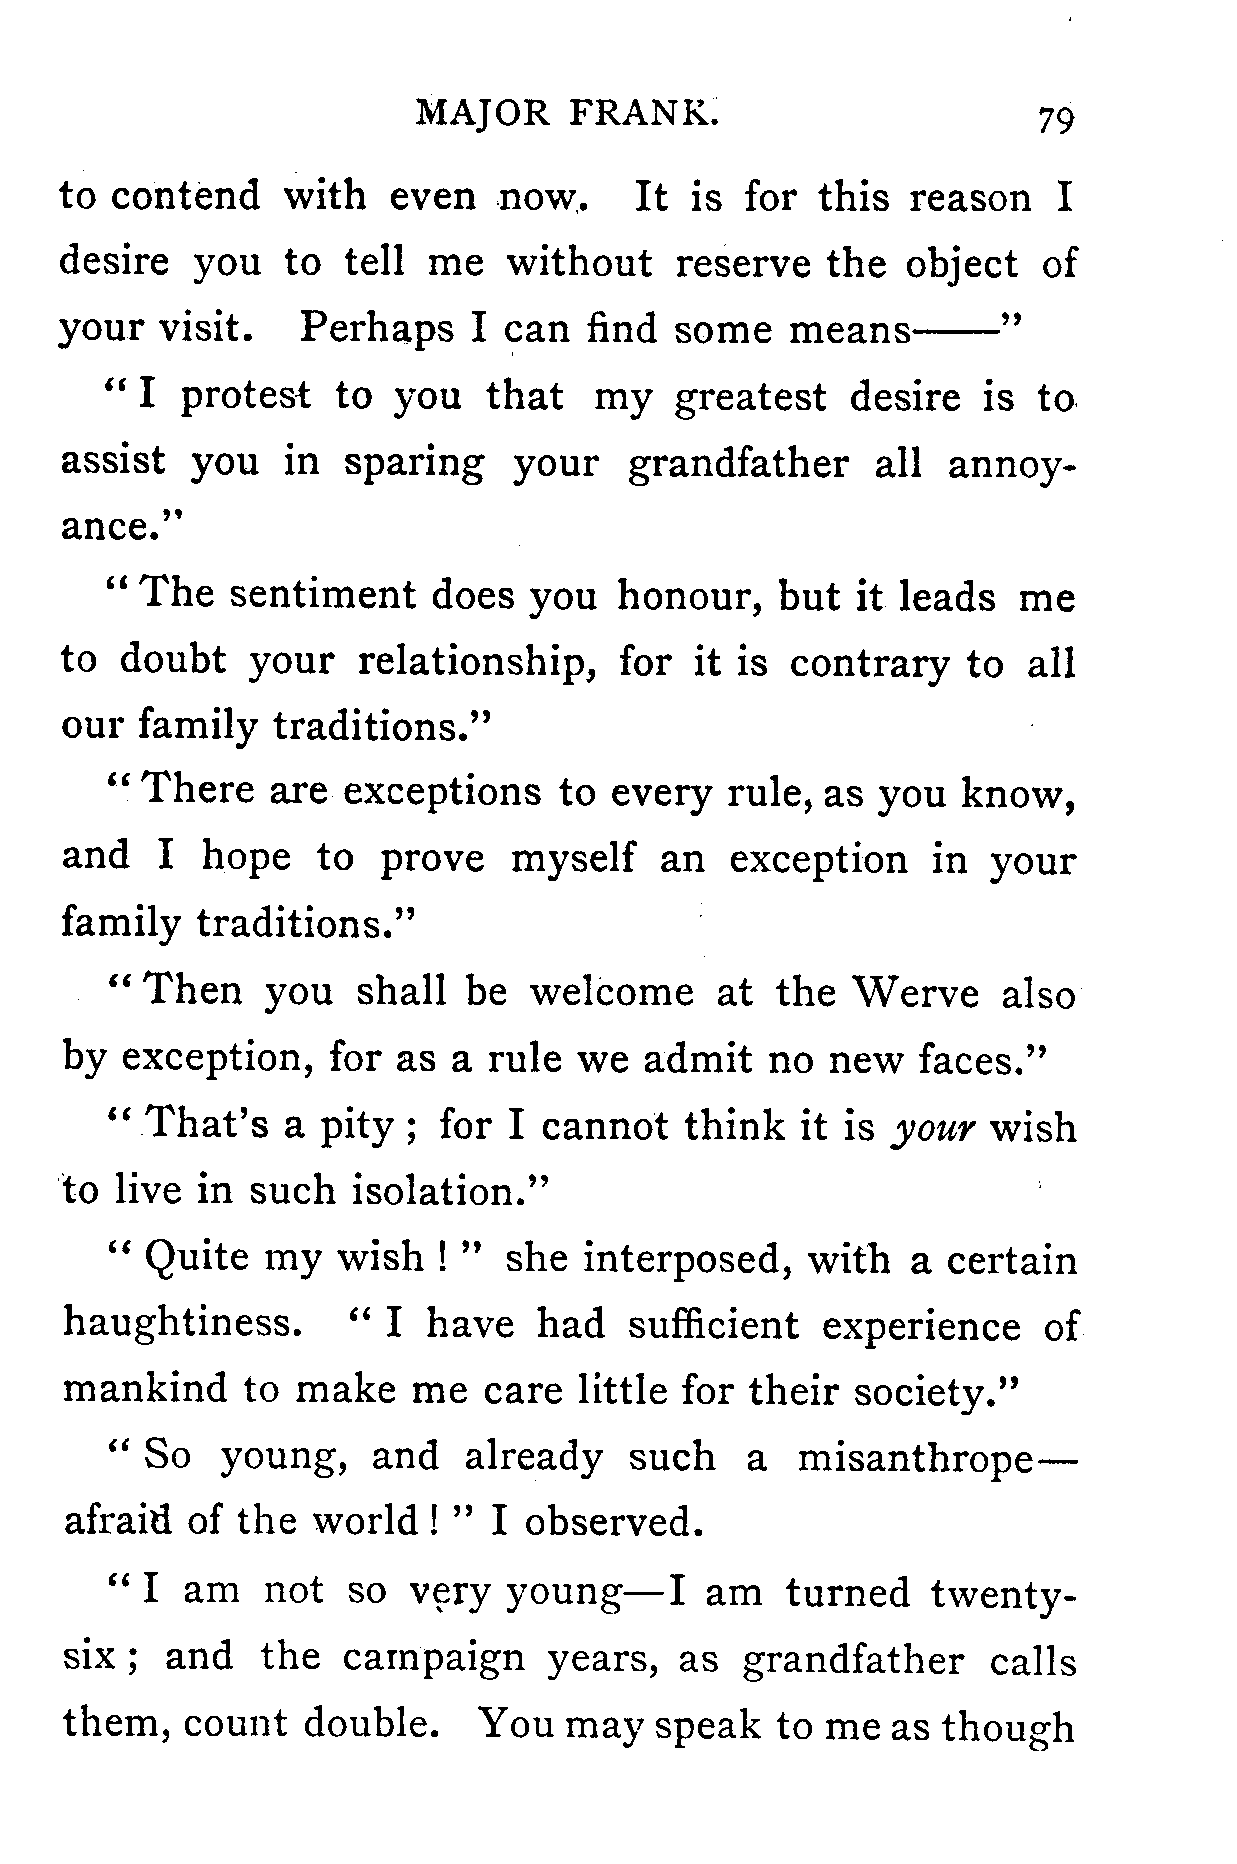 MAJOR FRANK. 79
to contend with even now. It is for this reason I
desire you to tell me without reserve the object of
your visit. Perhaps I can find some means——"
" I protest to you that my greatest desire is to
assist you in sparing your grandfather all annoy-
ance."
" The sentiment does you honour, but it leads me
to doubt your relationship, for it is contrary to all
our family traditions."
" There are exceptions to every rule, as you know,
and I hope to prove myself an exception in your
family traditions."
" Then you shall be welcome at the Werve also
by exception, for as a rule we admit no new faces."
" That's a pity ; for I cannot think it is your wish
to live in such isolation."
" Quite my wish ! " she interposed, with a certain
haughtiness. " I have had sufficient experience of
mankind to make me care little for their society."
" So young, and already such a misanthrope—
afraid of the world ! " I observed.
" I am not so very young—I am turned twenty-
six ; and the campaign years, as grandfather calls
them, count double. You may speak to me as though